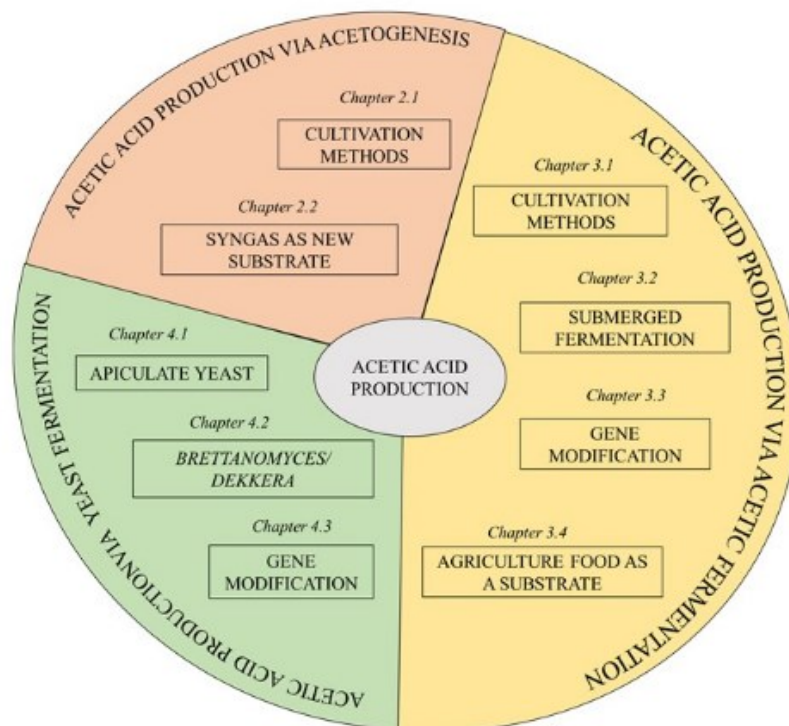 ACETIC ACID PRODUCTION VIA ACETOGENESIS
Chapter 2.1
CULTIVATION
METHODS
Chapter 2.2
SYNGAS AS NEW
SUBSTRATE
ACETIC ACID PRODUCTION VIA ACETIC FERMENTATION
Chapter 3.1
CULTIVATION
METHODS
Chapter 3.2
SUBMERGED
FERMENTATION
Chapter 3.3
GENE
MODIFICATION
Chapter 3.4
AGRICULTURE FOOD AS
A SUBSTRATE
ACETIC ACID PRODUCTIONVIA YEAST FERMENTATION
Chapter 4.1
APICULATE YEAST
Chapter 4.2
BRETTANOMYCES/
DEKKERA
Chapter 4.3
GENE
MODIFICATION
ACETIC ACID
PRODUCTION